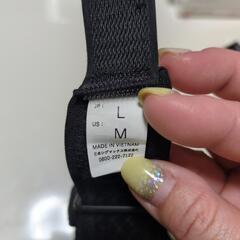 JP: L
US: M
MADE IN VIETNAM
0800-222-7122